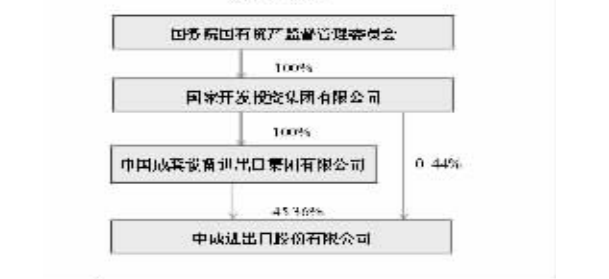 国务院国有资产监督管理委员会
100%
国家开发投资集团有限公司
100%
中国成套设备进出口集团有限公司
0.44%
45.36%
中成进出口股份有限公司